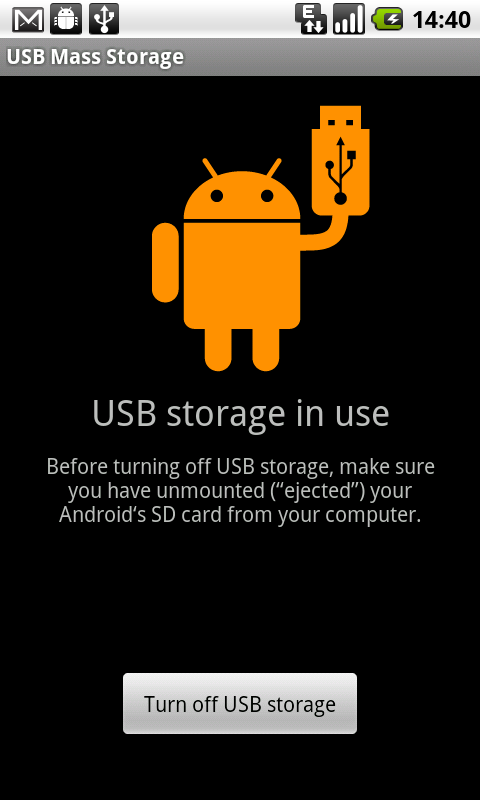 E 14:40
USB Mass Storage
USB storage in use
Before turning off USB storage, make sure
you have unmounted (“ejected”) your
Android‘s SD card from your computer.
Turn off USB storage